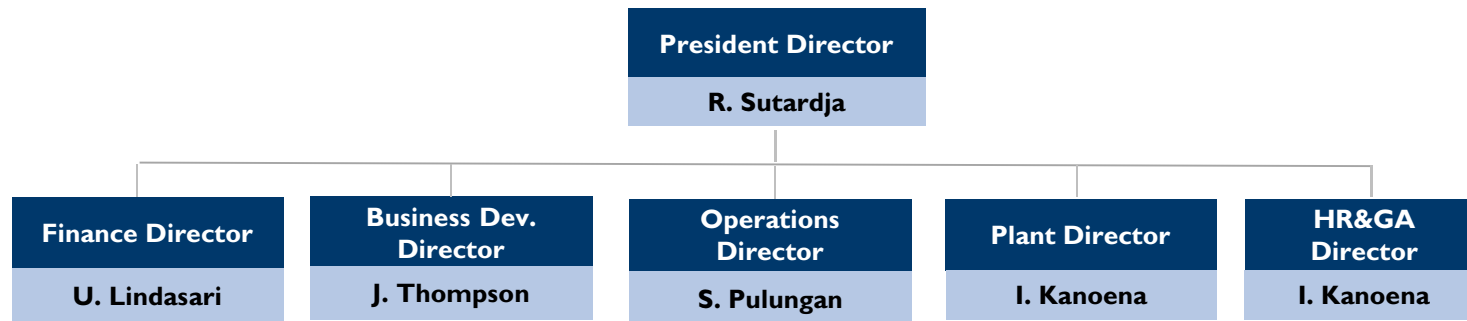 President Director
R. Sutardja
Finance Director
U. Lindasari
Business Dev.
Director
J. Thompson
Operations
Director
S. Pulungan
Plant Director
I. Kanoena
HR&GA
Director
I. Kanoena